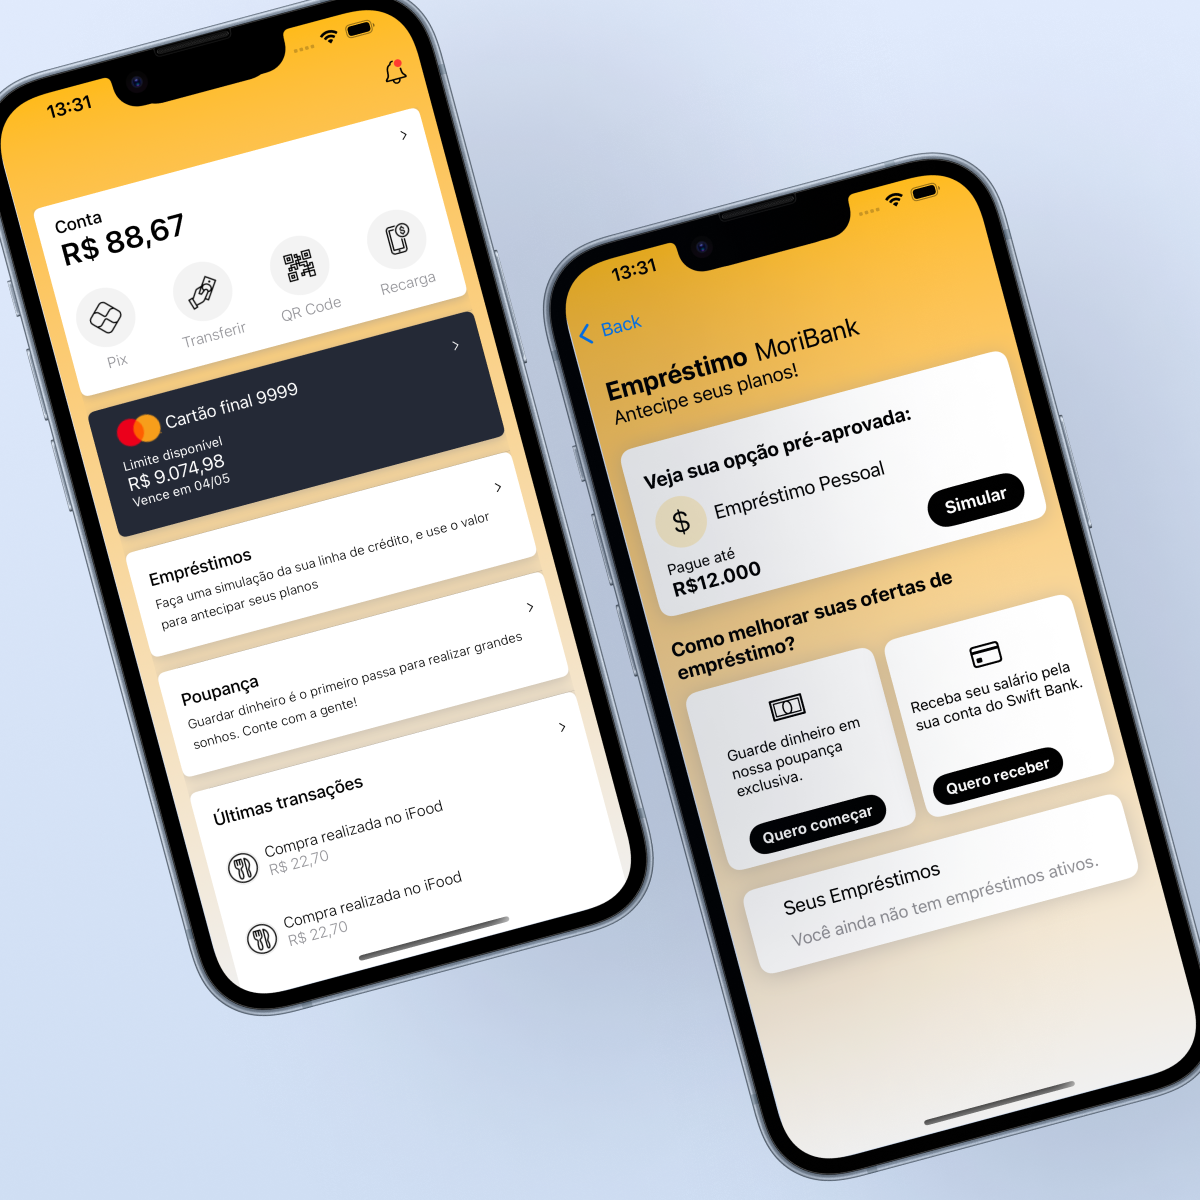 13:31
Conta
R$ 88,67
Pix
Transferir
QR Code
Recarga
Cartão final 9999
Limite disponível
R$ 9.074,98
Vence em 04/05
Empréstimos
Faça uma simulação da sua linha de crédito, e use o valor
para antecipar seus planos
Poupança
Guardar dinheiro é o primeiro passa para realizar grandes
sonhos. Conte com a gente!
Últimas transações
Compra realizada no iFood
R$ 22,70
Compra realizada no iFood
R$ 22,70
13:31
Back
Empréstimo MoriBank
Antecipe seus planos!
Veja sua opção pré-aprovada:
$ Empréstimo Pessoal
Pague até
R$12.000
Simular
Como melhorar suas ofertas de
empréstimo?
Guarde dinheiro em
nossa poupança
exclusiva.
Quero começar
Receba seu salário pela
sua conta do Swift Bank.
Quero receber
Seus Empréstimos
Você ainda não tem empréstimos ativos.